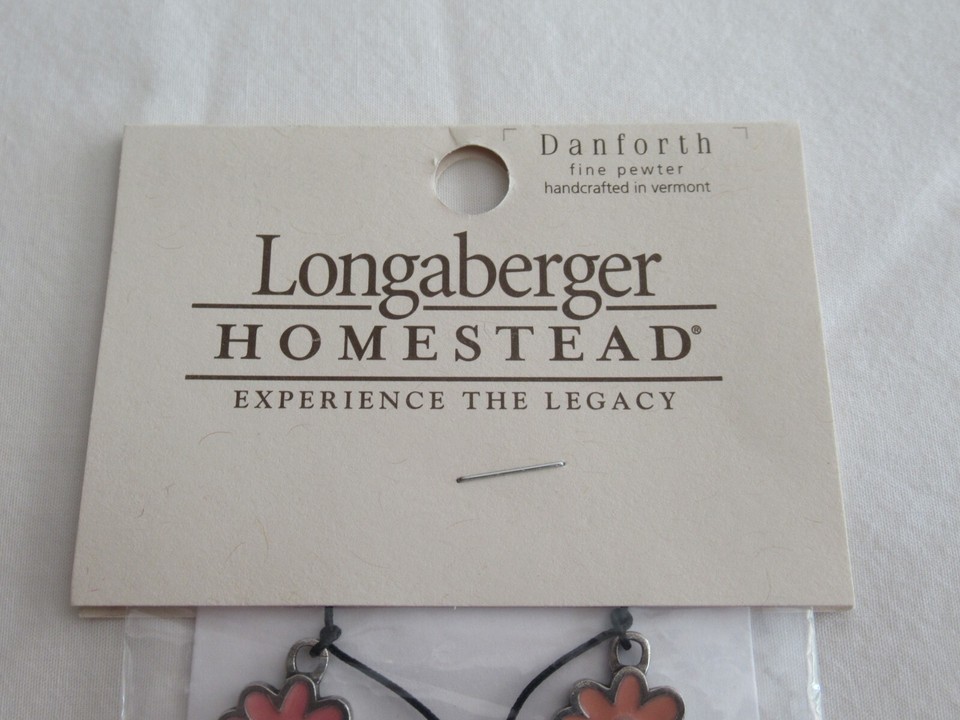 Danforth
fine pewter
handcrafted in vermont
Longaberger
HOMESTEAD®
EXPERIENCE THE LEGACY